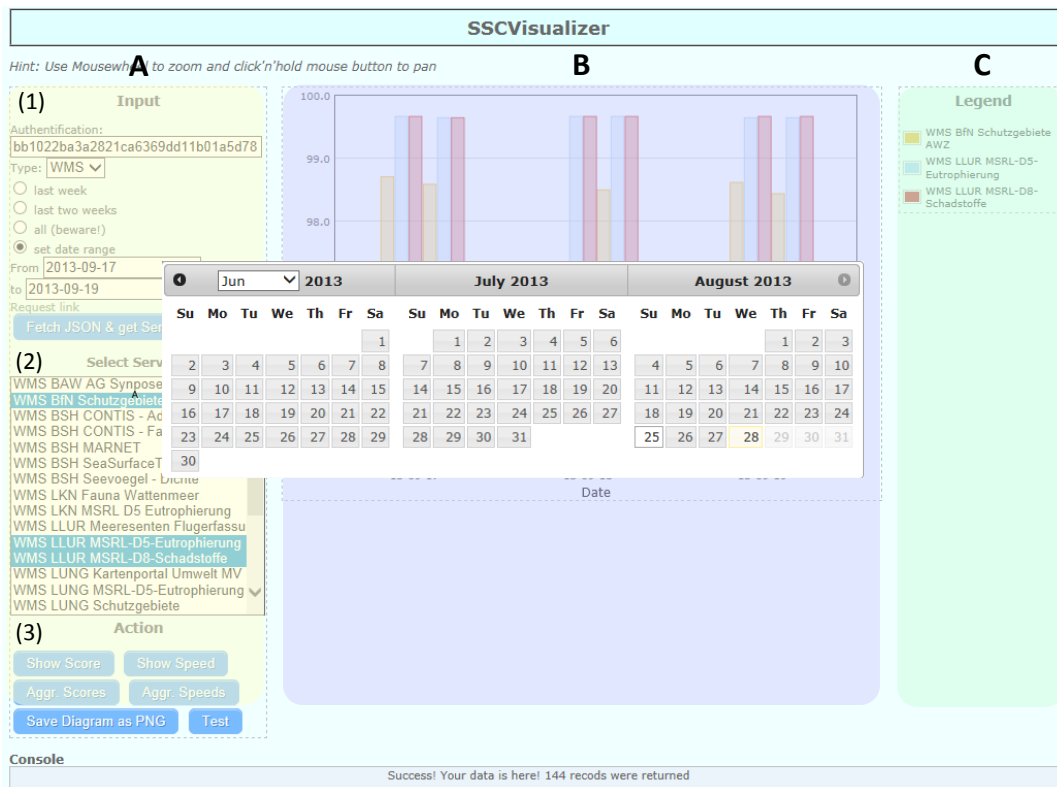 SSCVisualizer
Hint: Use Mousewheel to zoom and click'n'hold mouse button to pan
A
B
C
(1)
Input
Authentification:
bb1022ba3a2821ca6369dd11b01a5d78
Type: WMS
last week
last two weeks
all (beware!)
set date range
From 2013-09-17
to 2013-09-19
Request link
Fetch JSON & get Ser
(2)
Select Serv
WMS BAW AG Synpose
WMS BfN Schutzgebiete
A
WMS BSH CONTIS - Ad
WMS BSH CONTIS - Fa
WMS BSH MARNET
WMS BSH SeaSurfaceT
WMS BSH Seevoegel - Dichte
WMS LKN Fauna Wattenmeer
WMS LKN MSRL D5 Eutrophierung
WMS LLUR Meeresenten Flugerfassu
WMS LLUR MSRL-D5-Eutrophierung
WMS LLUR MSRL-D8-Schadstoffe
WMS LUNG Kartenportal Umwelt MV
WMS LUNG MSRL-D5-Eutrophierung
WMS LUNG Schutzgebiete
(3)
Action
Show Score Show Speed
Aggr. Scores Aggr. Speeds
Save Diagram as PNG Test
100.0
99.0
98.0
Jun 2013
Su Mo Tu We Th Fr Sa
1
2 3 4 5 6 7 8
9 10 11 12 13 14 15
16 17 18 19 20 21 22
23 24 25 26 27 28 29
30
July 2013
Su Mo Tu We Th Fr Sa
1 2 3 4 5 6
7 8 9 10 11 12 13
14 15 16 17 18 19 20
21 22 23 24 25 26 27
28 29 30 31
August 2013
Su Mo Tu We Th Fr Sa
1 2 3
4 5 6 7 8 9 10
11 12 13 14 15 16 17
18 19 20 21 22 23 24
25 26 27 28 29 30 31
Date
Legend
WMS BfN Schutzgebiete
AWZ
WMS LLUR MSRL-D5-
Eutrophierung
WMS LLUR MSRL-D8-
Schadstoffe
Console
Success! Your data is here! 144 recods were returned